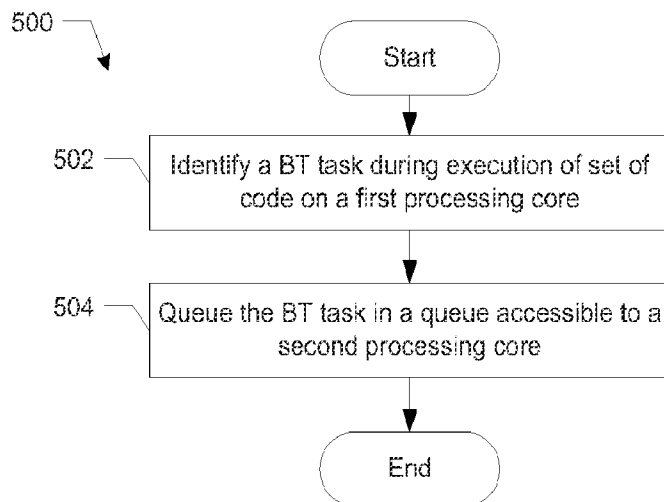 500
Start
502
Identify a BT task during execution of set of
code on a first processing core
504
Queue the BT task in a queue accessible to a
second processing core
End